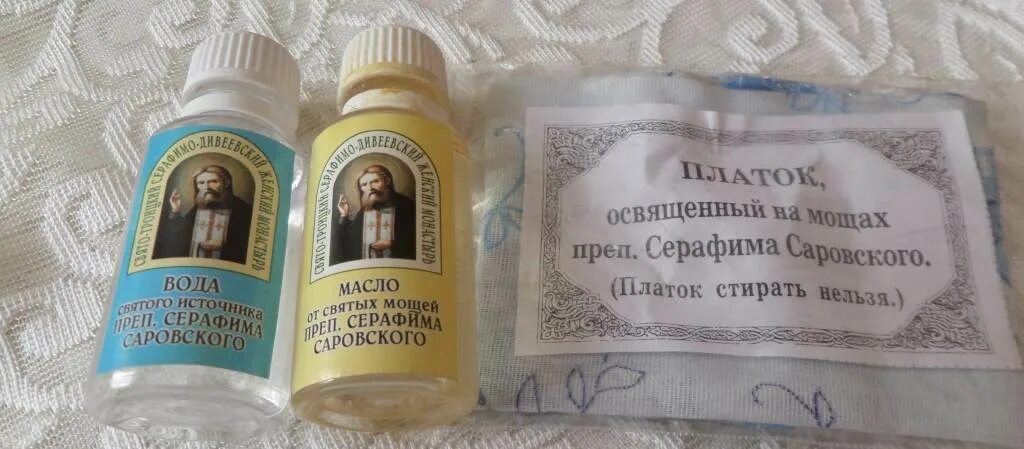 СВЯТО-ТРОИЦКИЙ СЕРАФИМО-ДИВЕЕВСКИЙ ЖЕНСКИЙ МОНАСТЫРЬ
ВОДА
святого источника
ПРЕП. СЕРАФИМА
САРОВСКОГО
СВЯТО-ТРОИЦКИЙ СЕРАФИМО-ДИВЕЕВСКИЙ ЖЕНСКИЙ МОНАСТЫРЬ
МАСЛО
от святых мощей
ПРЕП. СЕРАФИМА
САРОВСКОГО
ПЛАТОК,
освященный на мощах
преп. Серафима Саровского.
(Платок стирать нельзя.)